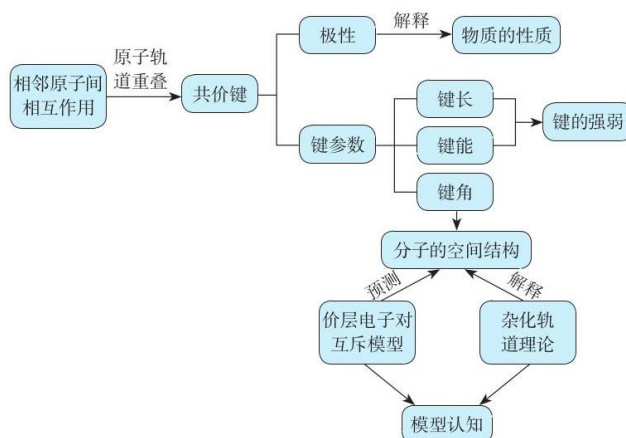 极性
解释
物质的性质
相邻原子间
相互作用
原子轨
道重叠
共价键
键参数
键长
键能
键角
键的强弱
分子的空间结构
预测
解释
价层电子对
互斥模型
杂化轨
道理论
模型认知